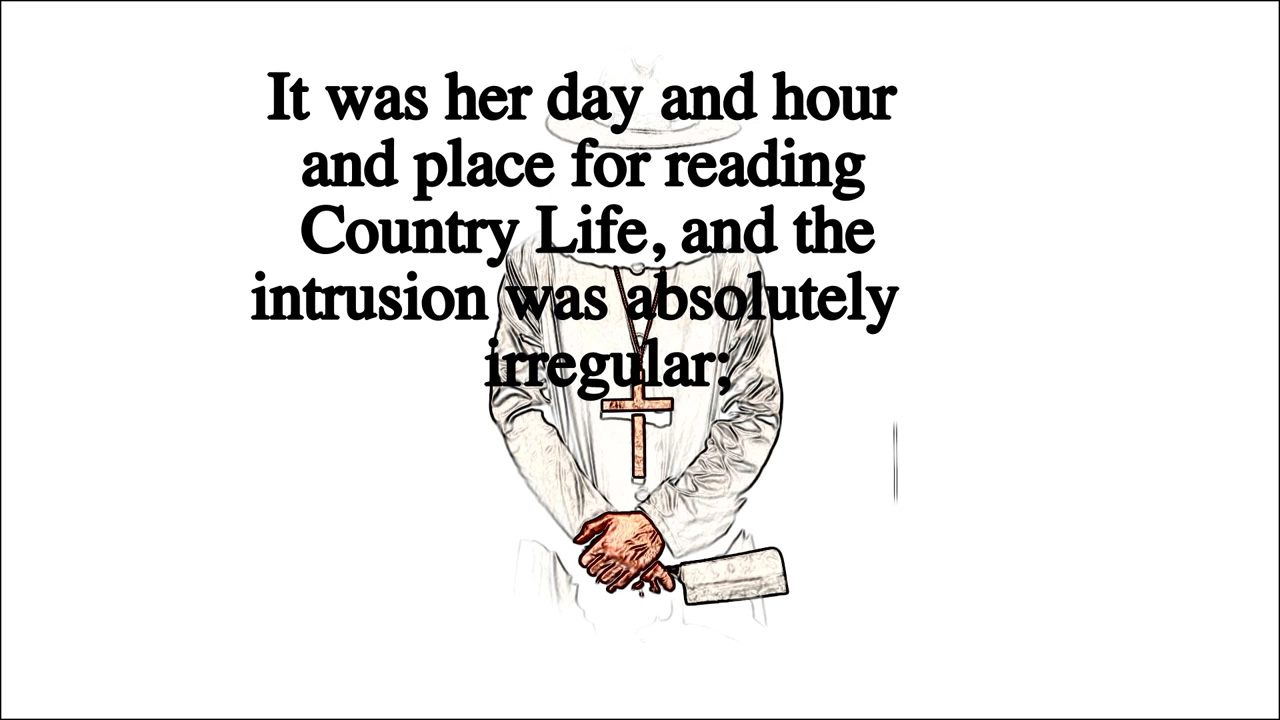 It was her day and hour
and place for reading
Country Life, and the
intrusion was absolutely
irregular;